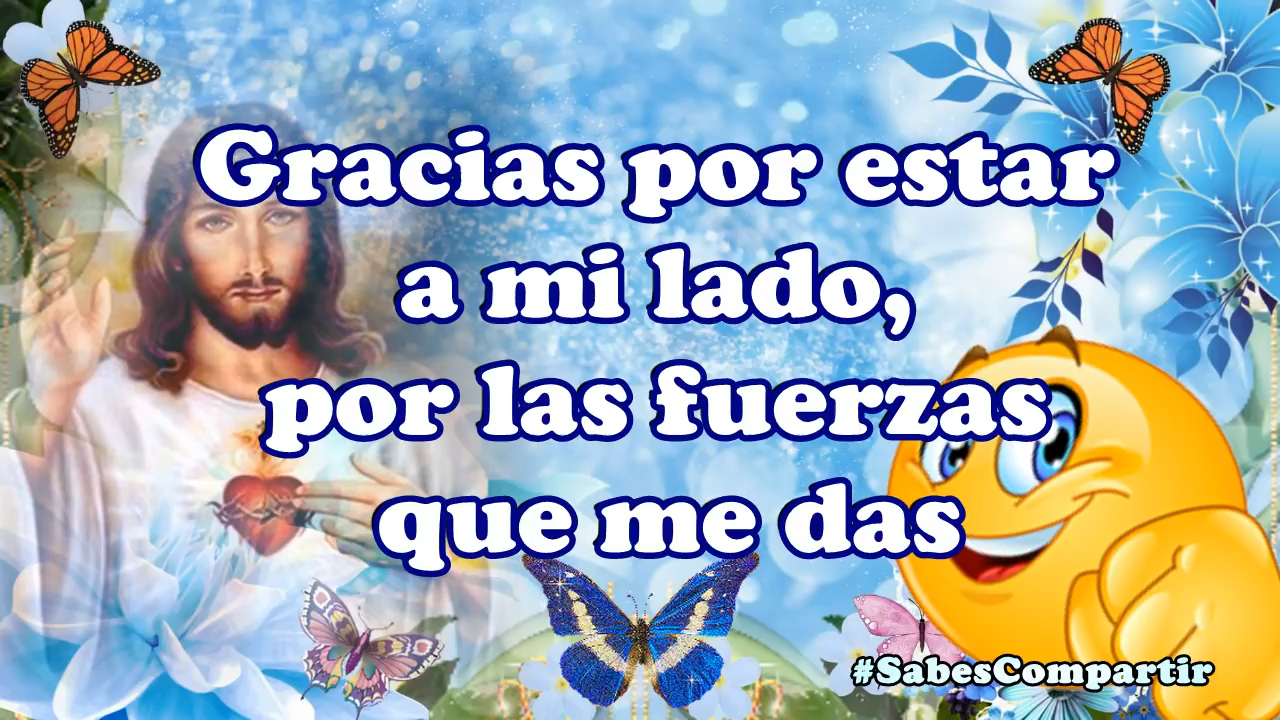 Gracias por estar
a mi lado,
por las fuerzas
que me das
#SabesCompartir